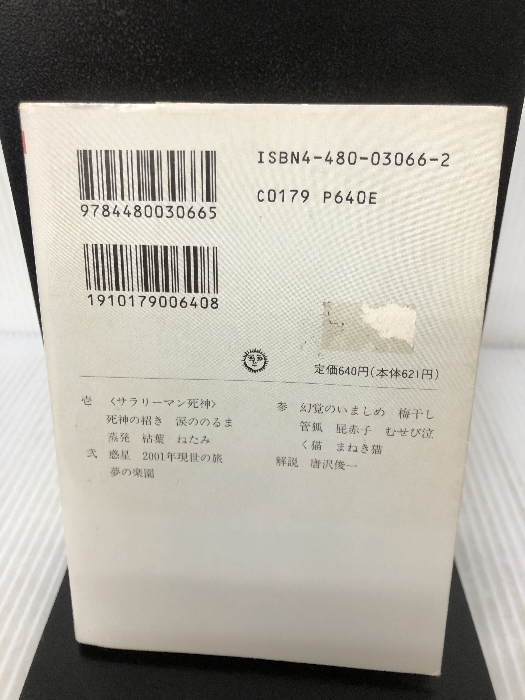 ISBN4-480-03066-2
C0179 P640E
9784480030665
1910179006408
定価640円(本体621円)
壱 〈サラリーマン死神〉
死神の招き 涙ののるま
蒸発 枯葉 ねたみ
弐 惑星 2001年現世の旅
夢の楽園
参 幻覚のいましめ 梅干し
管狐 屁赤子 むせび泣
く猫 まねき猫
解説 唐沢俊一